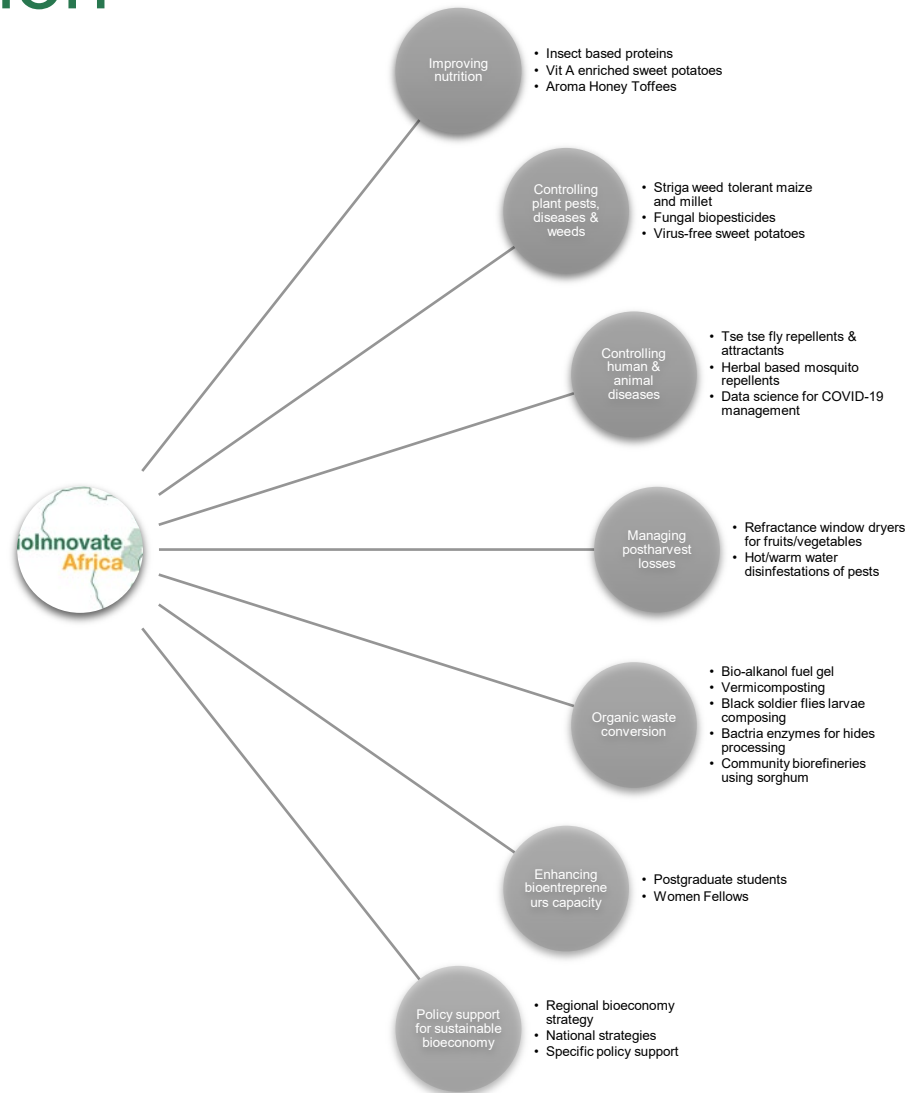 Improving
nutrition
• Insect based proteins
• Vit A enriched sweet potatoes
• Aroma Honey Toffees
Controlling
plant pests,
diseases &
weeds
• Striga weed tolerant maize
and millet
• Fungal biopesticides
• Virus-free sweet potatoes
Controlling
human &
animal
diseases
• Tse tse fly repellents &
attractants
• Herbal based mosquito
repellents
• Data science for COVID-19
management
ioInnovate
Africa
Managing
postharvest
losses
• Refractance window dryers
for fruits/vegetables
• Hot/warm water
disinfestations of pests
Organic waste
conversion
• Bio-alkanol fuel gel
• Vermicomposting
• Black soldier flies larvae
composing
• Bactria enzymes for hides
processing
• Community biorefineries
using sorghum
Enhancing
bioentreprene
urs capacity
• Postgraduate students
• Women Fellows
Policy support
for sustainable
bioeconomy
• Regional bioeconomy
strategy
• National strategies
• Specific policy support